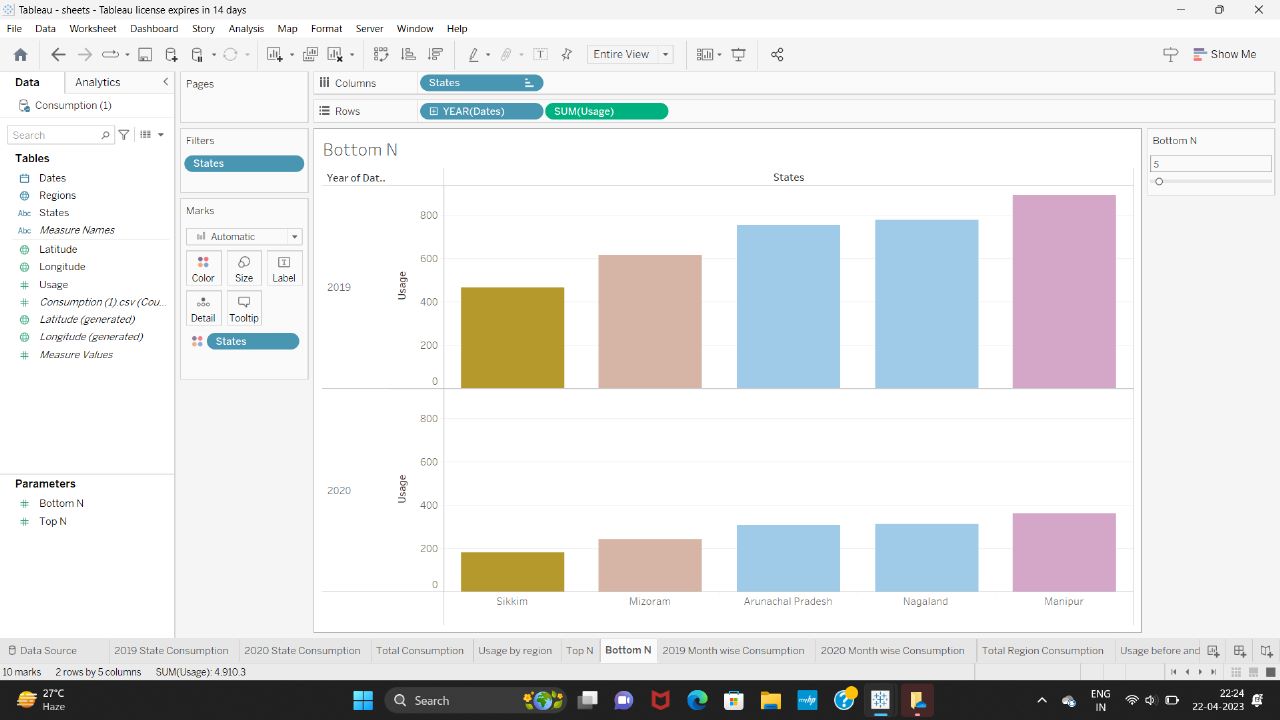 Tableau - sheets - Tableau license expires in 14 days
File Data Worksheet Dashboard Story Analysis Map Format Server Window Help
Entire View
Show Me
Data Analytics
Consumption (1)
Search
Tables
Dates
Regions
Abc States
Abc Measure Names
Latitude
Longitude
Usage
Consumption (1).csv (Cou...
Latitude (generated)
Longitude (generated)
Measure Values
Parameters
Bottom N
Top N
Pages
Filters
States
Marks
Automatic
Color Size Label
Detail Tooltip
States
Columns States
Rows YEAR(Dates) SUM(Usage)
Bottom N
Year of Dat..
States
2019
Usage
800
600
400
200
0
2020
Usage
800
600
400
200
0
Sikkim Mizoram Arunachal Pradesh Nagaland Manipur
Bottom N
5
Data Source 2019 State Consumption 2020 State Consumption Total Consumption Usage by region Top N Bottom N 2019 Month wise Consumption 2020 Month wise Consumption Total Region Consumption Usage before and
10 marks 2 rows by 5 columns SUM(Usage): 4,910.3
27°C
Haze
Search
ENG
IN
22:24
22-04-2023